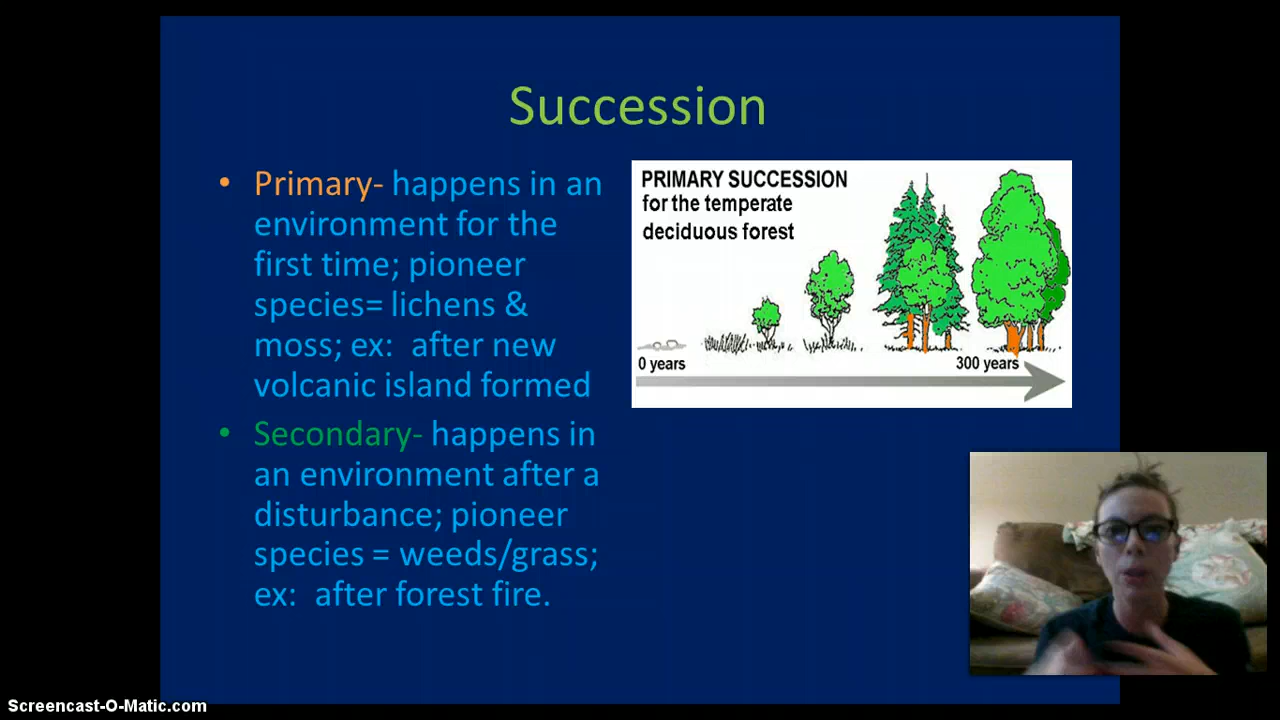 Succession
• Primary- happens in an
environment for the
first time; pioneer
species= lichens &
moss; ex:  after new
volcanic island formed
• Secondary- happens in
an environment after a
disturbance; pioneer
species = weeds/grass;
ex:  after forest fire.
PRIMARY SUCCESSION
for the temperate
deciduous forest
0 years
300 years
Screencast-O-Matic.com